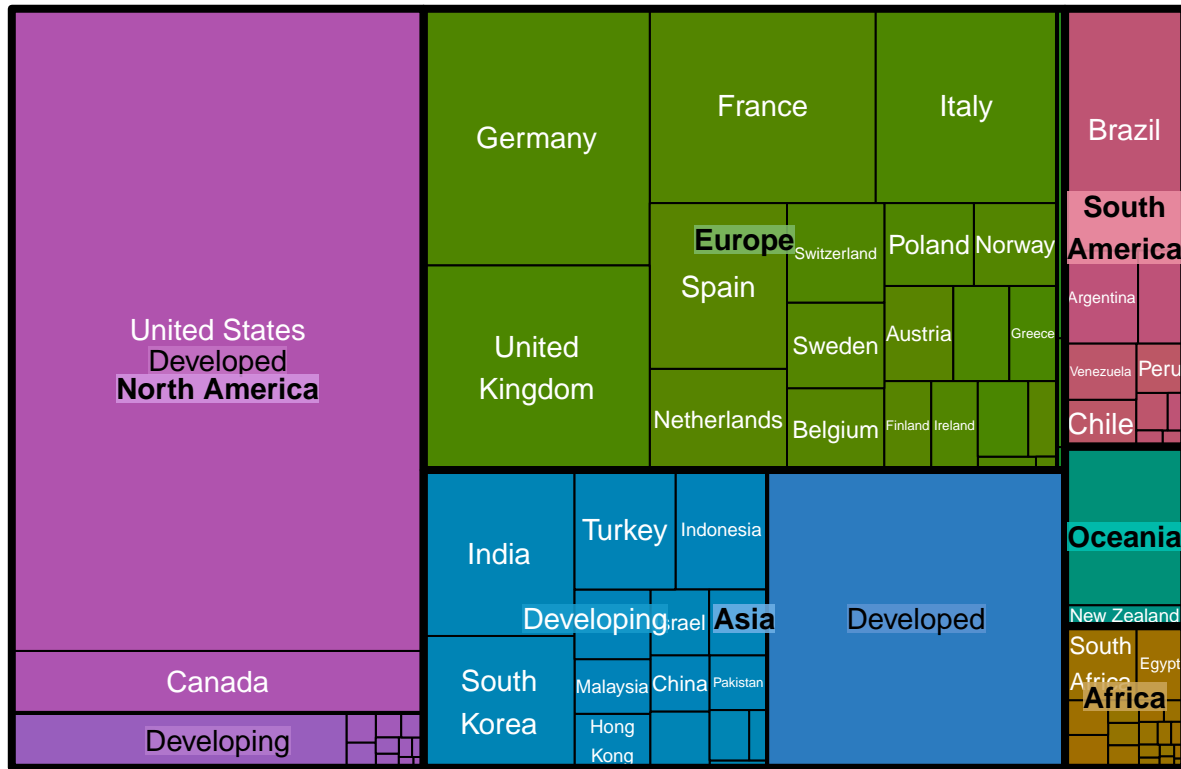 United States
Developed
North America
Canada
Developing
Germany
France
Italy
United
Kingdom
Europe
Spain
Switzerland
Poland
Norway
Sweden
Austria
Greece
Netherlands
Belgium
Finland
Ireland
India
Turkey
Indonesia
Developing
Asia
South
Korea
Malaysia
China
Pakistan
Hong
Kong
Developed
Brazil
South
America
Argentina
Venezuela
Peru
Chile
Oceania
New Zealand
South
Africa
Egypt
Africa